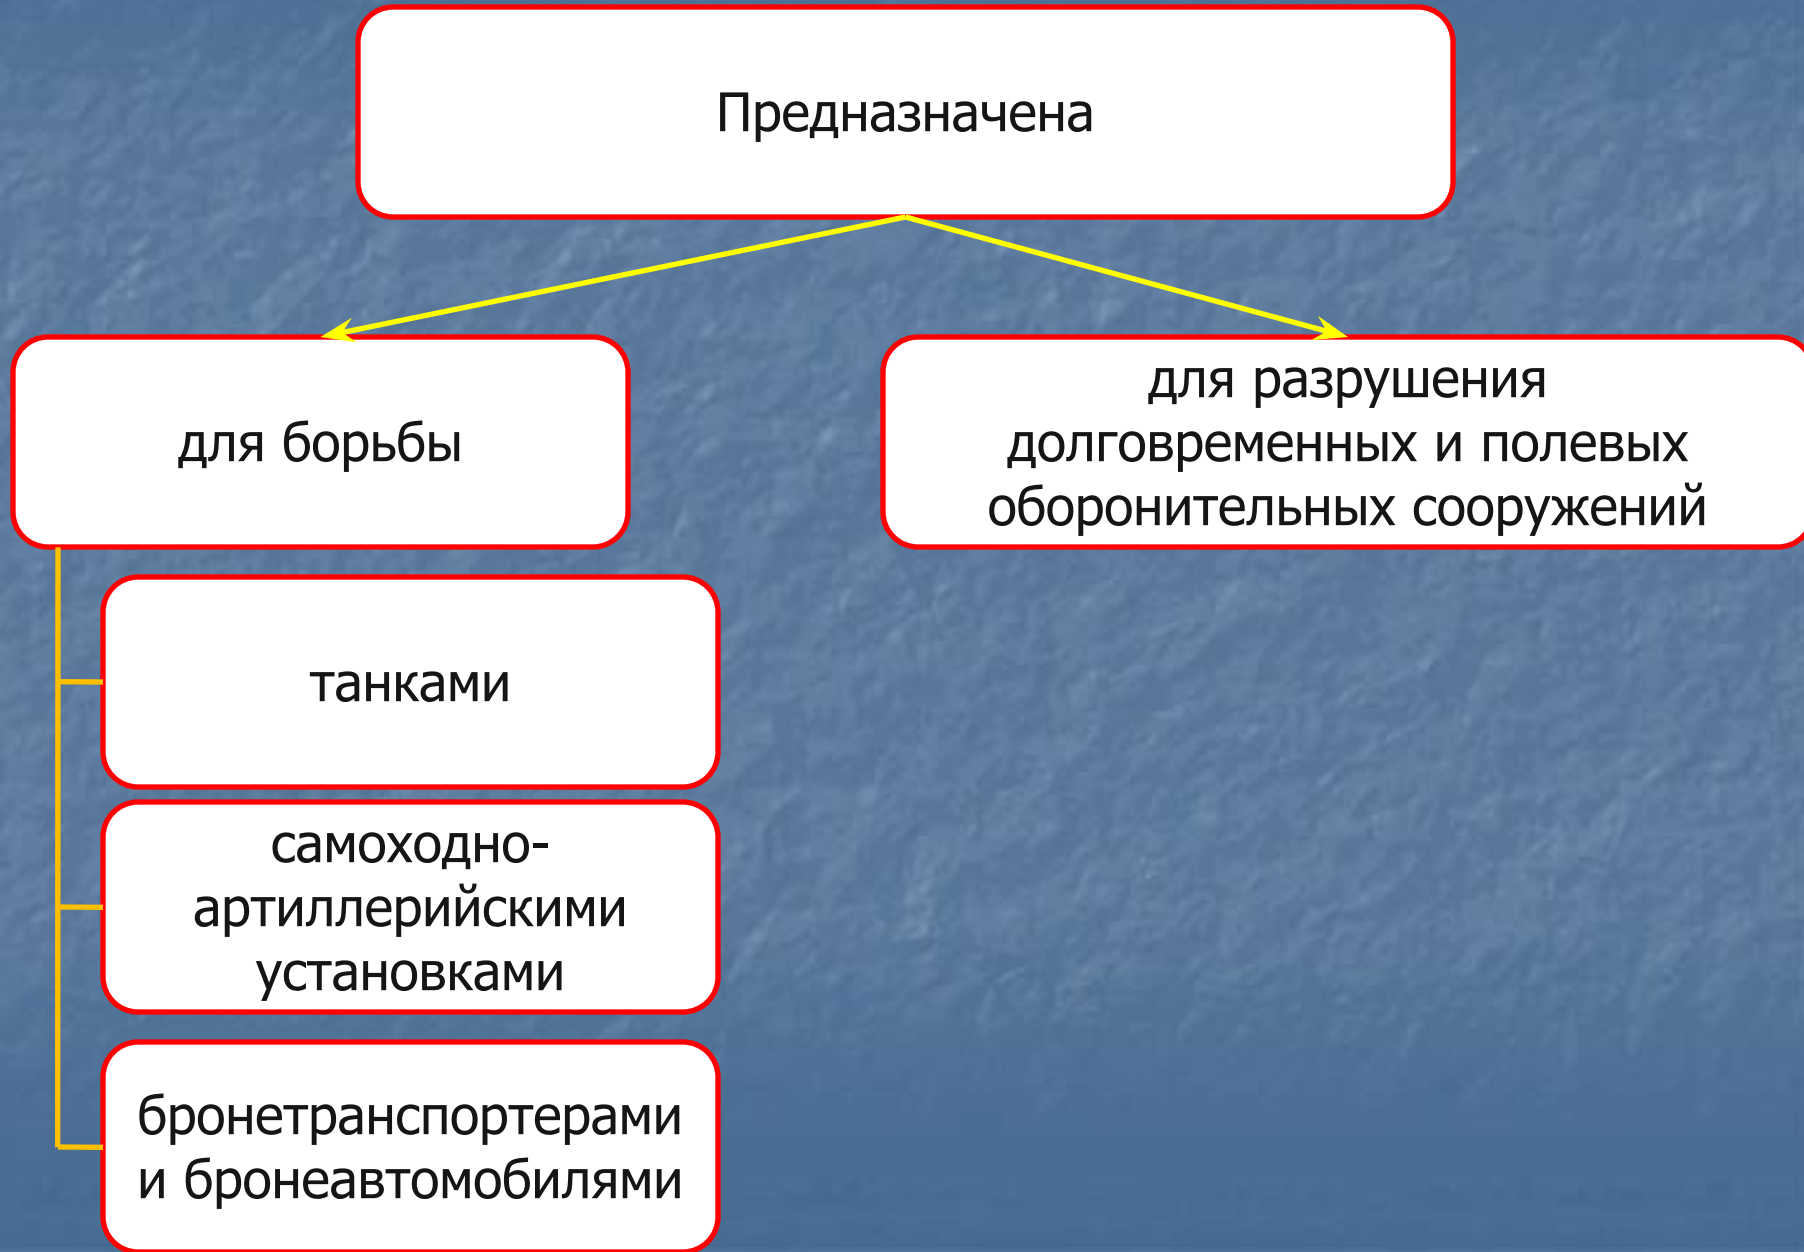 Предназначена
для борьбы
для разрушения
долговременных и полевых
оборонительных сооружений
танками
самоходно-
артиллерийскими
установками
бронетранспортерами
и бронеавтомобилями